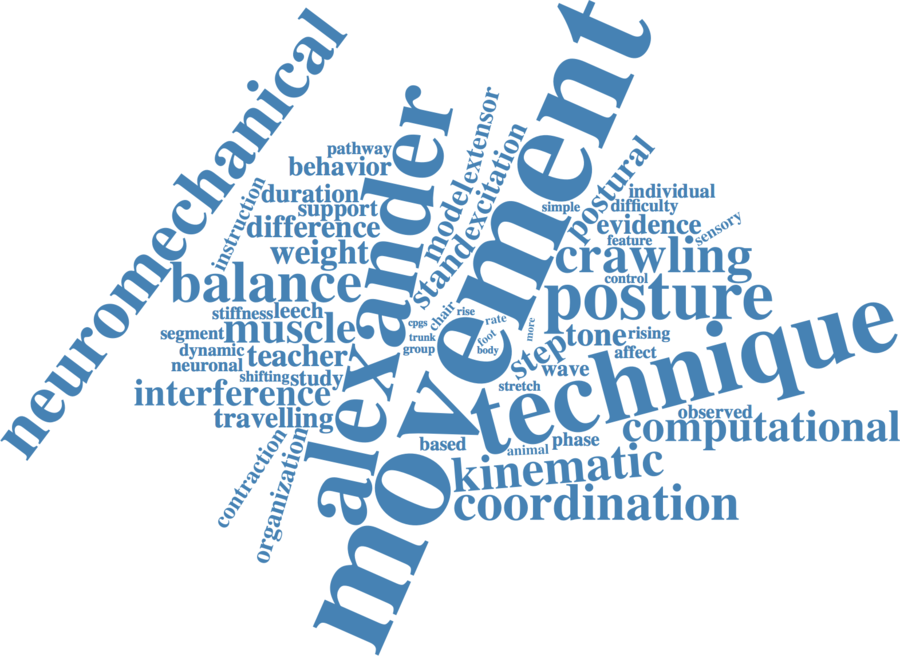 neuromechanical
movement
alexander
technique
pathway
behavior
duration
support
difference
instruction
weight
balance
stiffness
leech
segment
muscle
dynamic
teacher
neuronal
shifting
study
interference
travelling
contraction
organization
model
extensor
stand
excitation
postural
simple
individual
difficulty
evidence
feature
sensory
crawling
control
posture
chair
rise
cpgs
rate
trunk
foot
group
body
more
step
tone
rising
affect
wave
stretch
observed
computational
based
animal
phase
kinematic
coordination